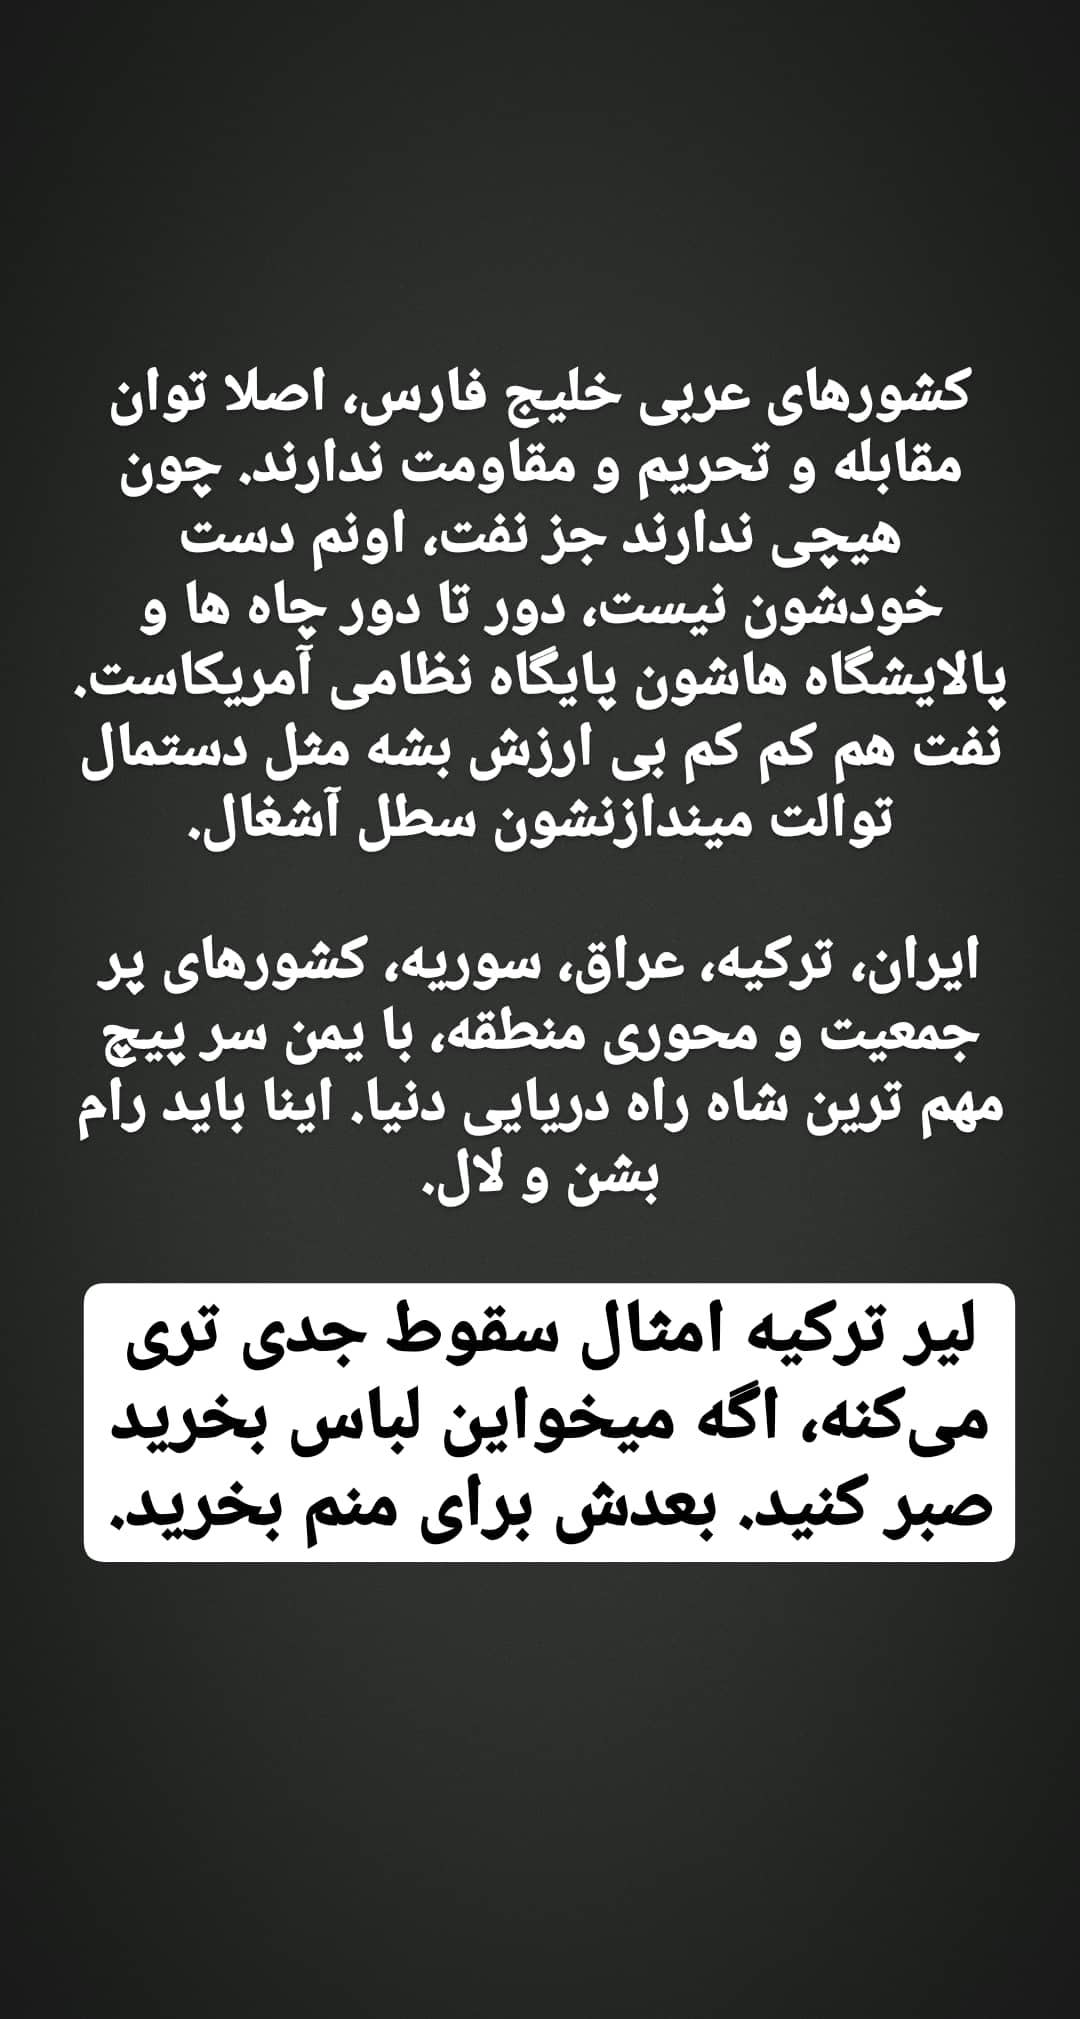 کشورهای عربی خلیج فارس، اصلا توان
مقابله و تحریم و مقاومت ندارند. چون
هیچی ندارند جز نفت، اونم دست
خودشون نیست، دور تا دور چاه ها و
پالایشگاه هاشون پایگاه نظامی آمریکاست.
نفت هم کم کم بی ارزش بشه مثل دستمال
توالت میندازنشون سطل آشغال.
ایران، ترکیه، عراق، سوریه، کشورهای پر
جمعیت و محوری منطقه، با یمن سر پیچ
مهم ترین شاه راه دریایی دنیا. اینا باید رام
بشن و لال.
لیر ترکیه امثال سقوط جدی تری
می‌کنه، اگه میخواین لباس بخرید
صبر کنید. بعدش برای منم بخرید.